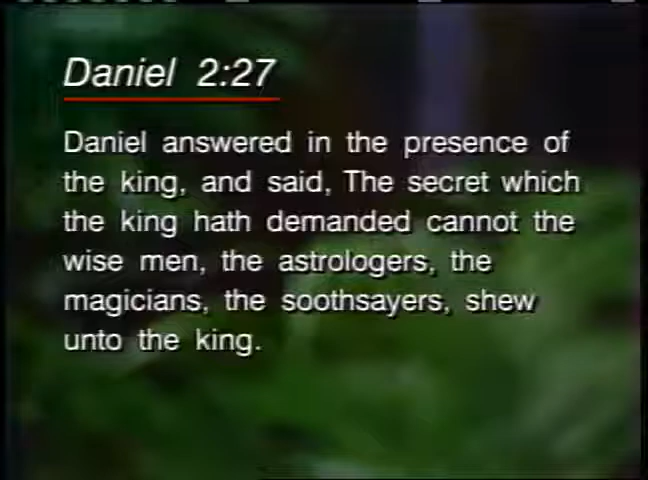 Daniel 2:27
Daniel answered in the presence of
the king, and said, The secret which
the king hath demanded cannot the
wise men, the astrologers, the
magicians, the soothsayers, shew
unto the king.